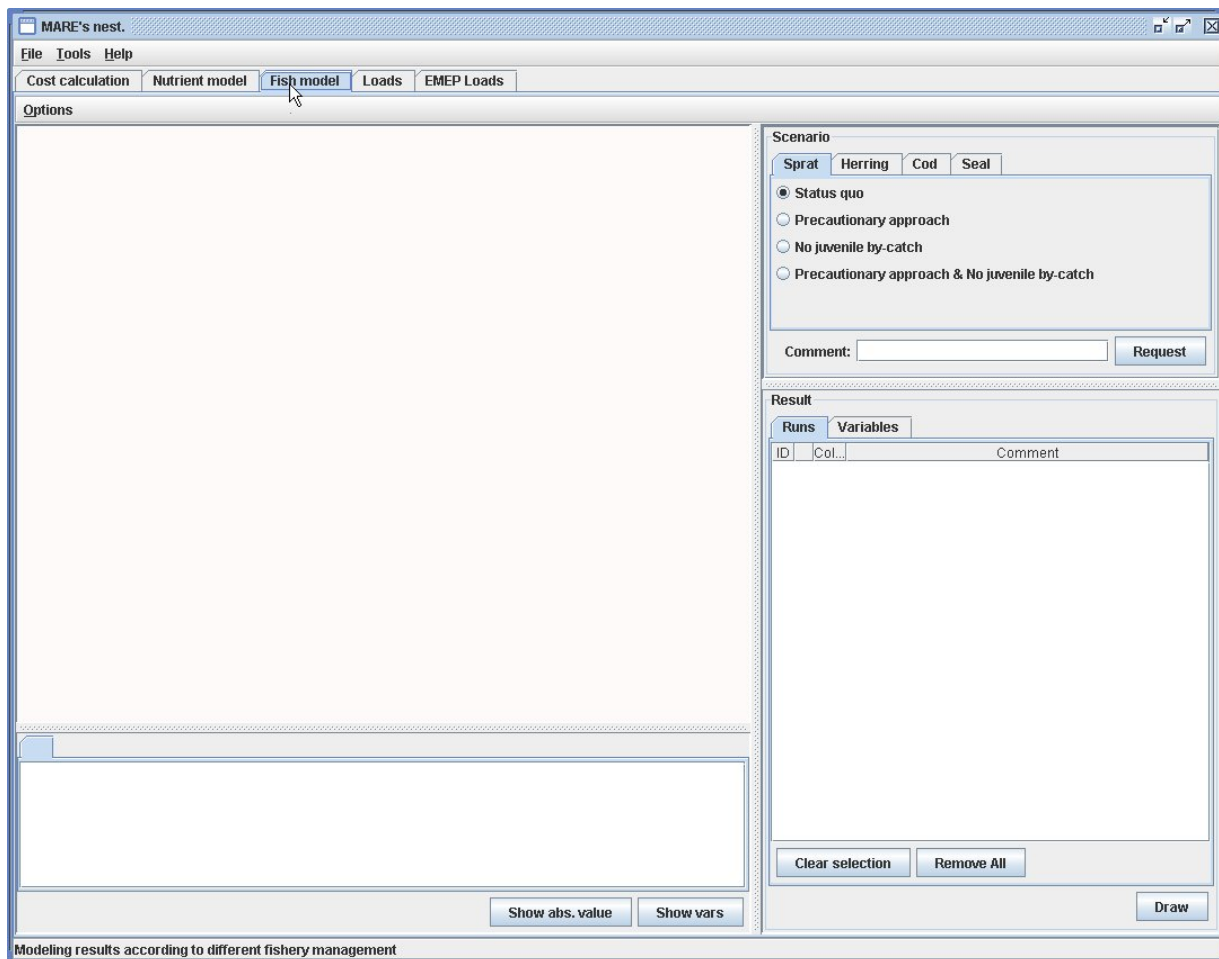 MARE's nest.
File Tools Help
Cost calculation Nutrient model Fish model Loads EMEP Loads
Options
Scenario
Sprat Herring Cod Seal
Status quo
Precautionary approach
No juvenile by-catch
Precautionary approach & No juvenile by-catch
Comment: Request
Result
Runs Variables
ID Col... Comment
Clear selection Remove All
Show abs. value Show vars
Draw
Modeling results according to different fishery management